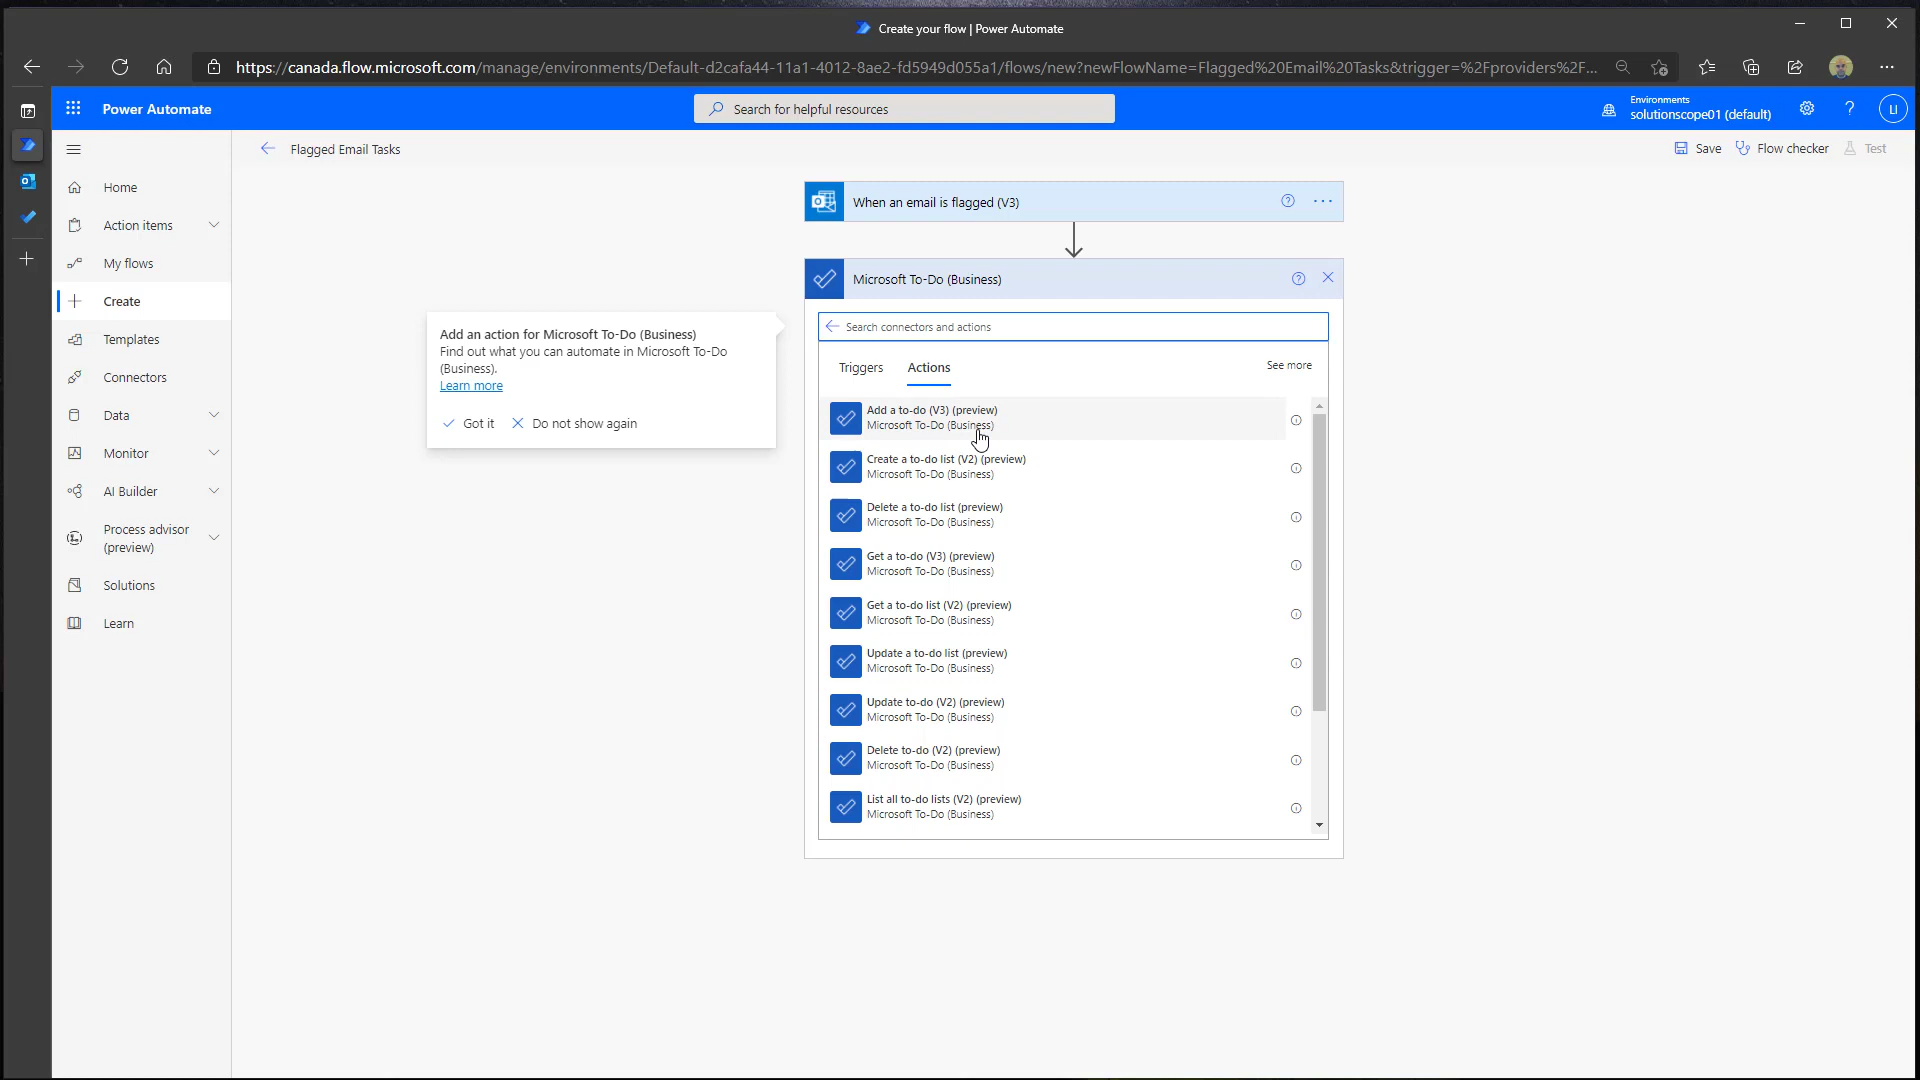 Create your flow | Power Automate
https://canada.flow.microsoft.com/manage/environments/Default-d2cafa44-11a1-4012-8ae2-fd5949d055a1/flows/new?newFlowName=Flagged%20Email%20Tasks&trigger=%2Fproviders%2F...
Power Automate
Search for helpful resources
Environments
solutionscope01 (default)
Flagged Email Tasks
Save
Flow checker
Test
Home
Action items
My flows
Create
Templates
Connectors
Data
Monitor
AI Builder
Process advisor
(preview)
Solutions
Learn
When an email is flagged (V3)
Microsoft To-Do (Business)
Add an action for Microsoft To-Do (Business)
Find out what you can automate in Microsoft To-Do
(Business).
Learn more
Got it
Do not show again
Search connectors and actions
Triggers
Actions
See more
Add a to-do (V3) (preview)
Microsoft To-Do (Business)
Create a to-do list (V2) (preview)
Microsoft To-Do (Business)
Delete a to-do list (preview)
Microsoft To-Do (Business)
Get a to-do (V3) (preview)
Microsoft To-Do (Business)
Get a to-do list (V2) (preview)
Microsoft To-Do (Business)
Update a to-do list (preview)
Microsoft To-Do (Business)
Update to-do (V2) (preview)
Microsoft To-Do (Business)
Delete to-do (V2) (preview)
Microsoft To-Do (Business)
List all to-do lists (V2) (preview)
Microsoft To-Do (Business)